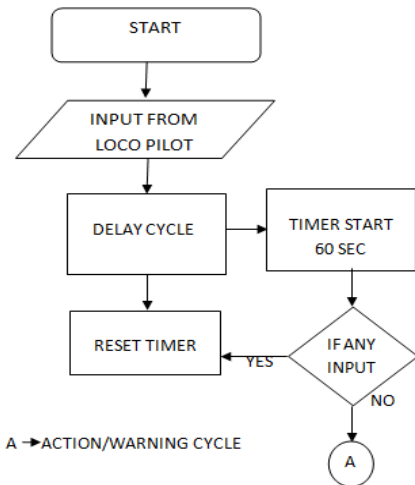 START
INPUT FROM
LOCO PILOT
DELAY CYCLE
TIMER START
60 SEC
RESET TIMER
YES
IF ANY
INPUT
NO
A → ACTION/WARNING CYCLE
A